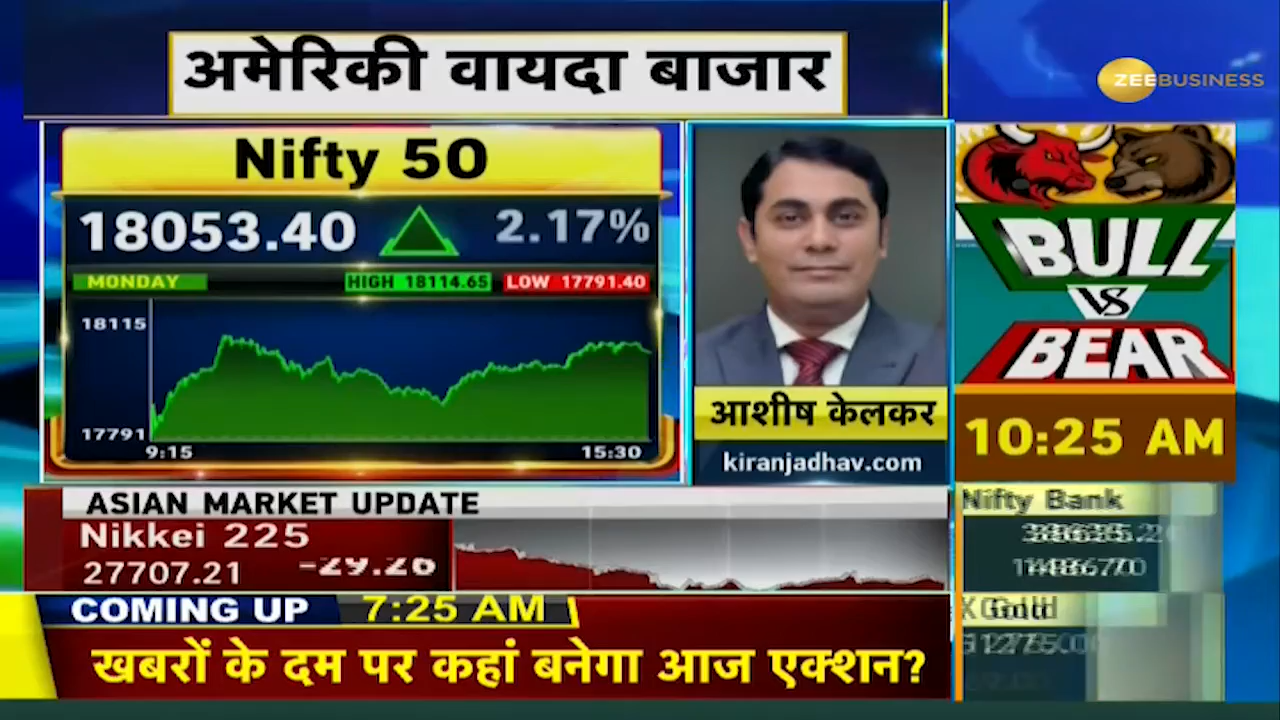 अमेरिकी वायदा बाजार
ZEEBUSINESS
Nifty 50
18053.40 2.17%
MONDAY HIGH 18114.65 LOW 17791.40
18115
17791
9:15 15:30
आशीष केलकर
kiranjadhav.com
BULL
VS
BEAR
10:25 AM
ASIAN MARKET UPDATE
Nikkei 225
27707.21 -29.26
Nifty Bank
Gold
COMING UP 7:25 AM
खबरों के दम पर कहां बनेगा आज एक्शन?